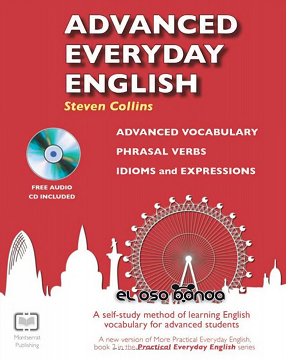 ADVANCED
EVERYDAY
ENGLISH
Steven Collins
ADVANCED VOCABULARY
PHRASAL VERBS
IDIOMS and EXPRESSIONS
FREE AUDIO
CD INCLUDED
EL OSO PANDA
A self-study method of learning English
vocabulary for advanced students
Montserrat
Publishing
A new version of More Practical Everyday English,
book 2 in the Practical Everyday English series